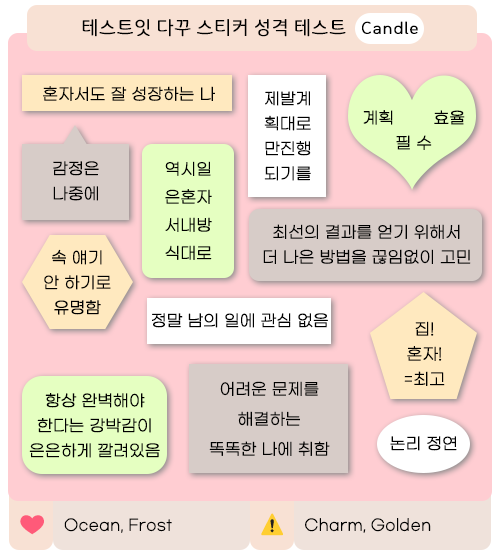 테스트잇 다꾸 스티커 성격 테스트 Candle
혼자서도 잘 성장하는 나
제발계
획대로
만진행
되기를
계획 효율
필 수
감정은
나중에
역시일
은혼자
서내방
식대로
최선의 결과를 얻기 위해서
더 나은 방법을 끊임없이 고민
속 얘기
안 하기로
유명함
정말 남의 일에 관심 없음
집!
혼자!
=최고
항상 완벽해야
한다는 강박감이
은은하게 깔려있음
어려운 문제를
해결하는
똑똑한 나에 취함
논리 정연
Ocean, Frost
Charm, Golden